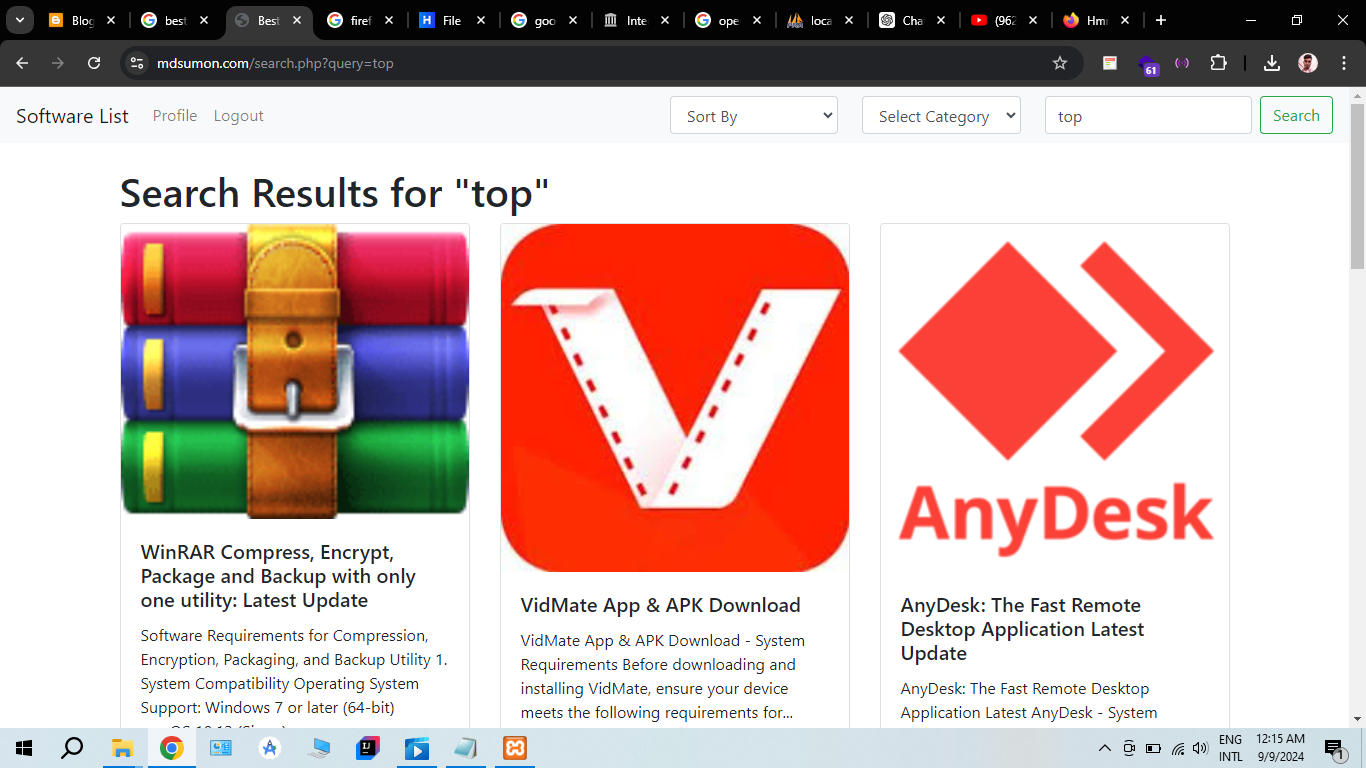 Blog
best
Best
firef
File
goo
Inte
ope
loca
Cha
(962
Hmr
mdsumon.com/search.php?query=top
61
Software List
Profile
Logout
Sort By
Select Category
top
Search
Search Results for "top"
AnyDesk
WinRAR Compress, Encrypt,
Package and Backup with only
one utility: Latest Update
Software Requirements for Compression,
Encryption, Packaging, and Backup Utility 1.
System Compatibility Operating System
Support: Windows 7 or later (64-bit)
VidMate App & APK Download
VidMate App & APK Download - System
Requirements Before downloading and
installing VidMate, ensure your device
meets the following requirements for...
AnyDesk: The Fast Remote
Desktop Application Latest
Update
AnyDesk: The Fast Remote Desktop
Application Latest AnyDesk - System
ENG
INTL
12:15 AM
9/9/2024
1